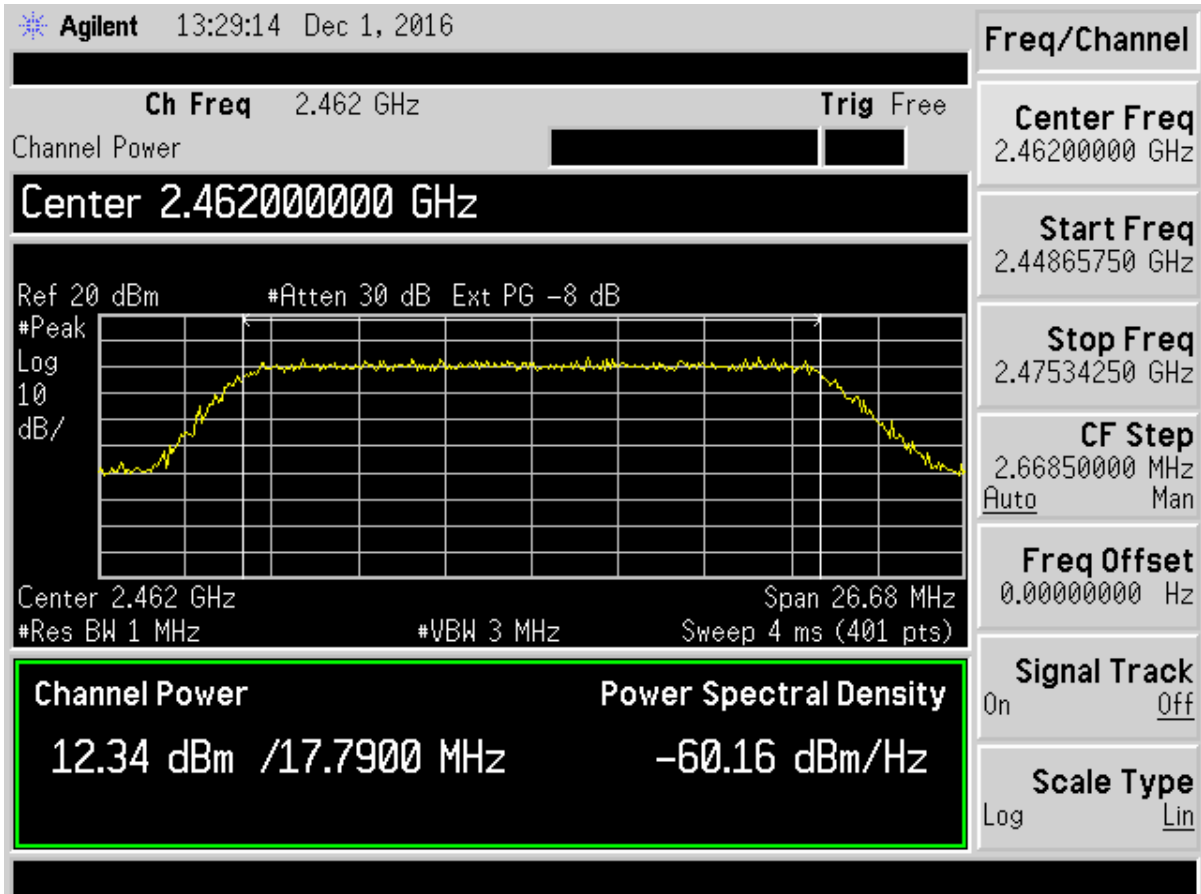 Agilent 13:29:14 Dec 1, 2016
Freq/Channel
Ch Freq 2.462 GHz Trig Free
Channel Power
Center 2.462000000 GHz
Ref 20 dBm #Atten 30 dB Ext PG -8 dB
#Peak
Log
10
dB/
Center 2.462 GHz Span 26.68 MHz
#Res BW 1 MHz #VBW 3 MHz Sweep 4 ms (401 pts)
Channel Power Power Spectral Density
12.34 dBm /17.7900 MHz -60.16 dBm/Hz
Center Freq
2.46200000 GHz
Start Freq
2.44865750 GHz
Stop Freq
2.47534250 GHz
CF Step
2.66850000 MHz
Auto Man
Freq Offset
0.00000000 Hz
Signal Track
On Off
Scale Type
Log Lin